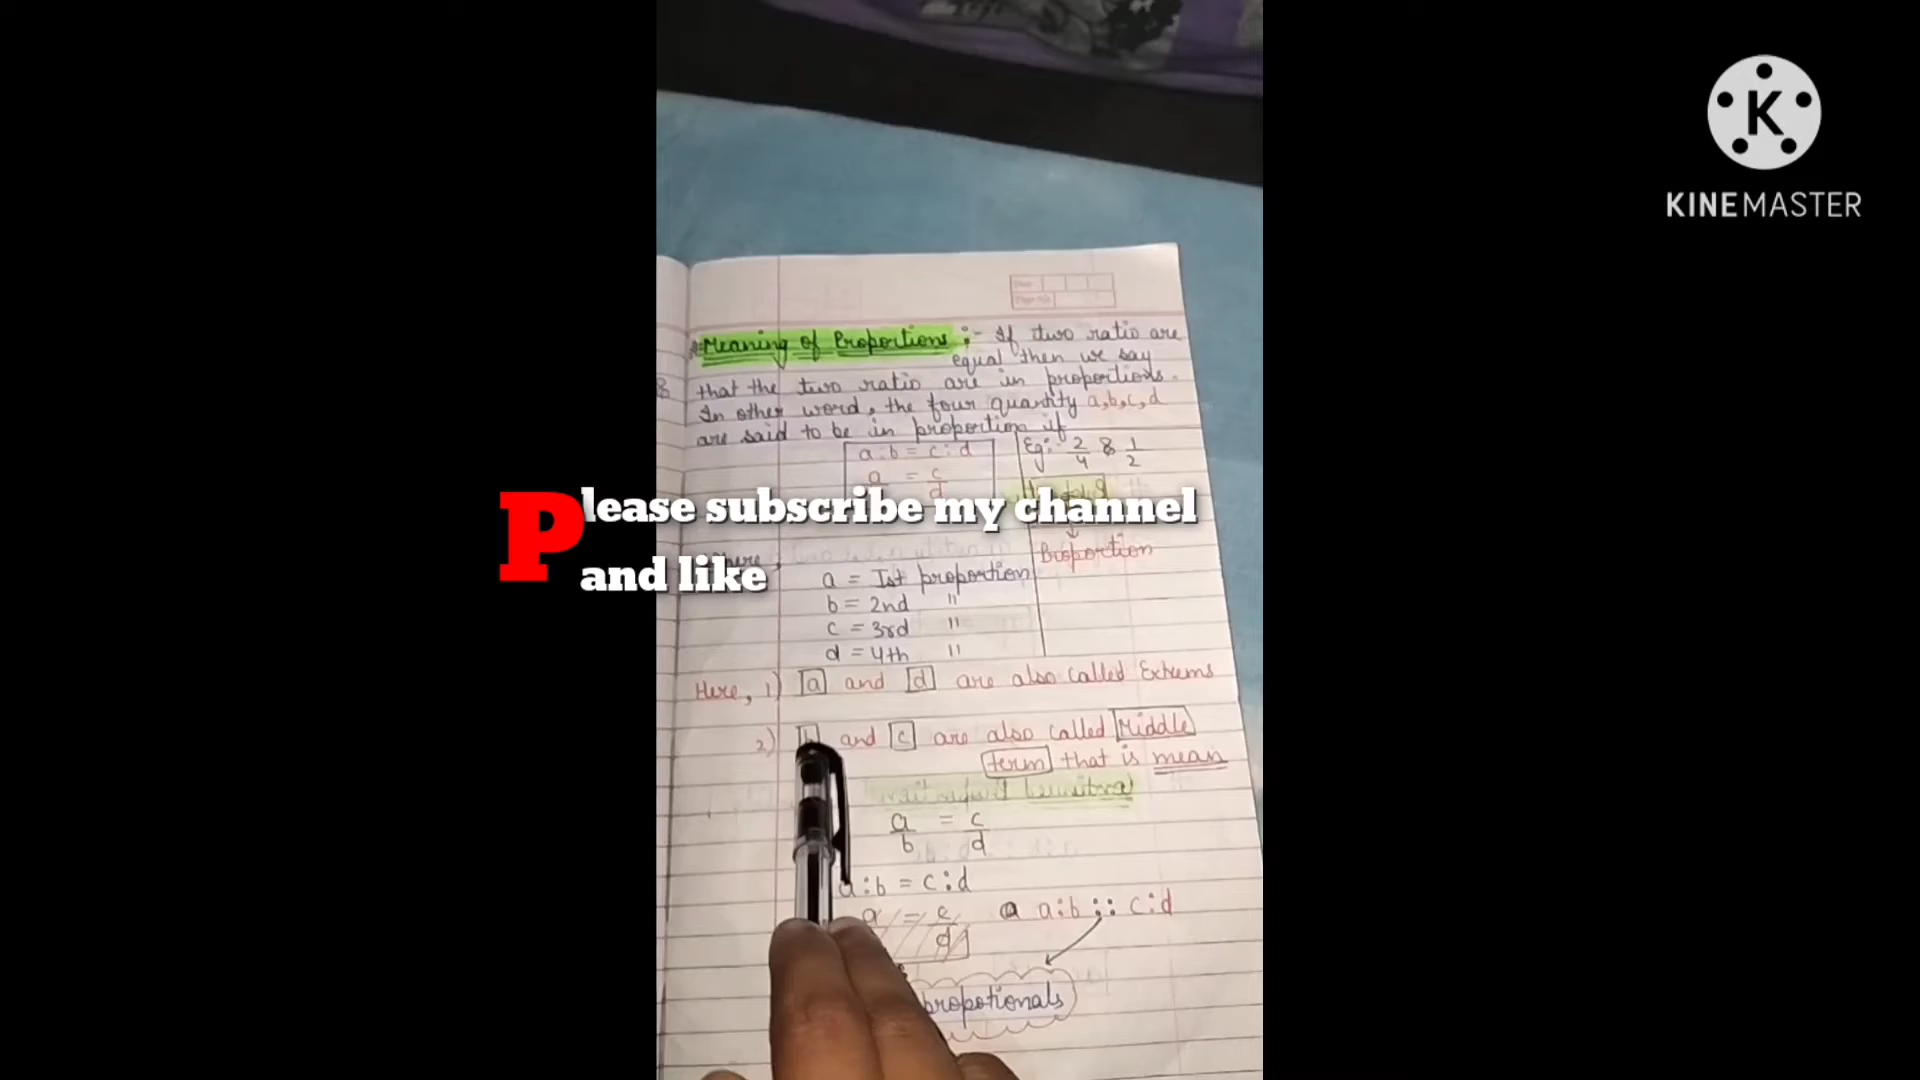 KINEMASTER
Meaning of Proportions :- If two ratio are
equal then we say
that the two ratio are in proportions.
In other word, the four quantity a,b,c,d
are said to be in proportion if
a:b = c:d
a = c
d
Eg:- 2/4 & 1/2
Proportion
Please subscribe my channel
and like
a = Ist proportion
b = 2nd "
c = 3rd "
d = 4th "
Here, 1) a and d are also called Extrems
2) b and c are also called Middle
term that is mean
a/b = c/d
a:b = c:d
a = c/d a:b :: c:d
propotionals